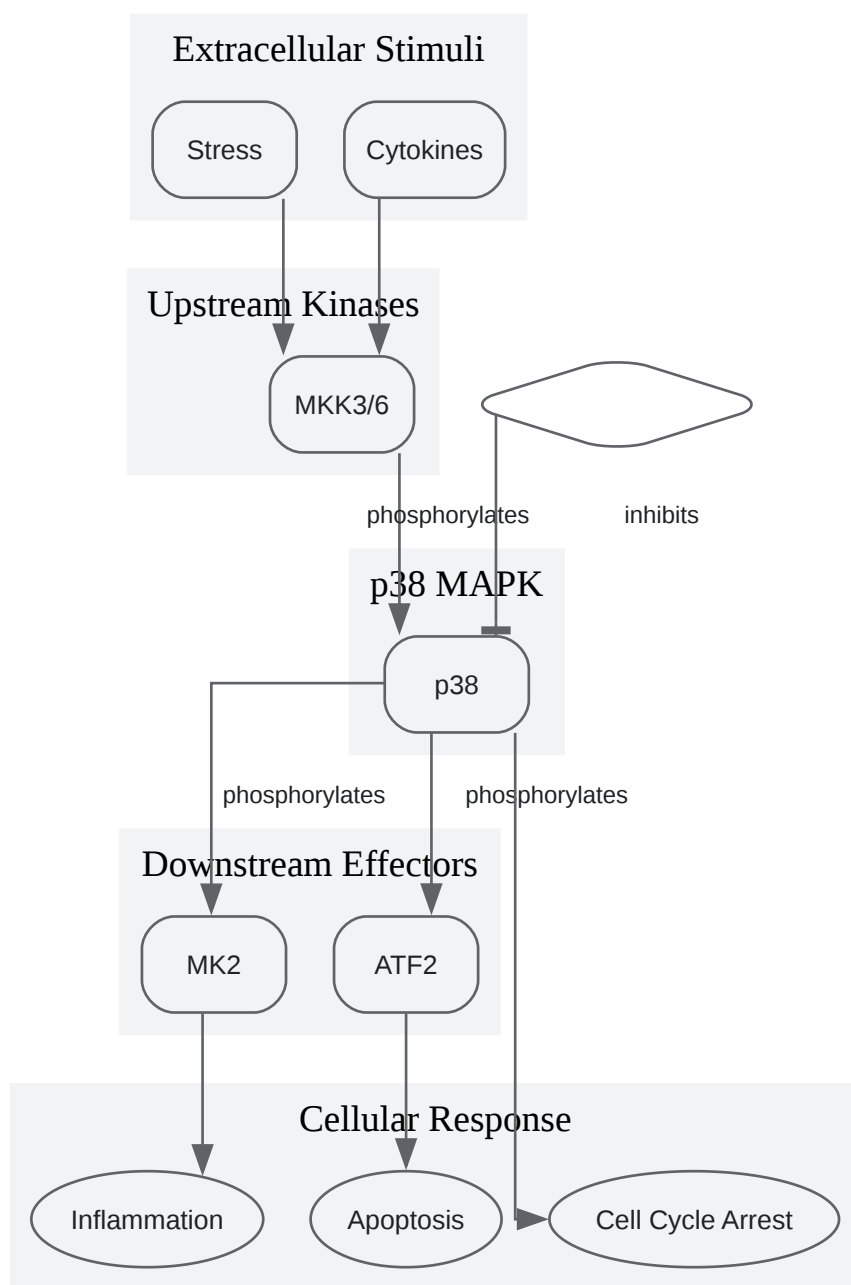 Extracellular Stimuli
Stress
Cytokines
Upstream Kinases
MKK3/6
phosphorylates
inhibits
p38 MAPK
p38
phosphorylates
phosphorylates
Downstream Effectors
MK2
ATF2
Cellular Response
Inflammation
Apoptosis
Cell Cycle Arrest